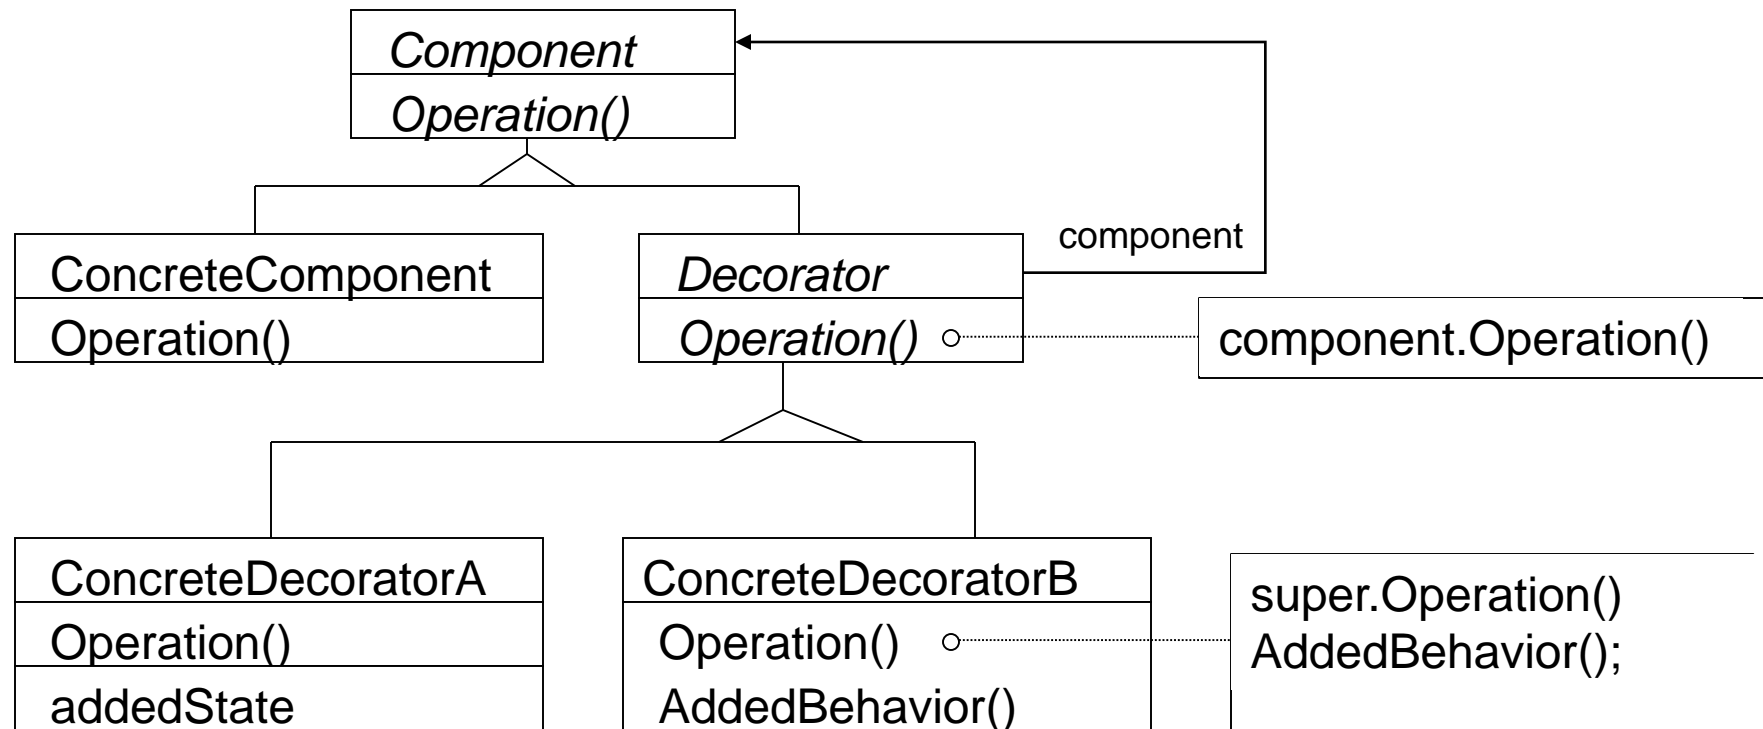 Component
Operation()
component
ConcreteComponent
Operation()
Decorator
Operation()
component.Operation()
ConcreteDecoratorA
Operation()
addedState
ConcreteDecoratorB
Operation()
AddedBehavior()
super.Operation()
AddedBehavior();